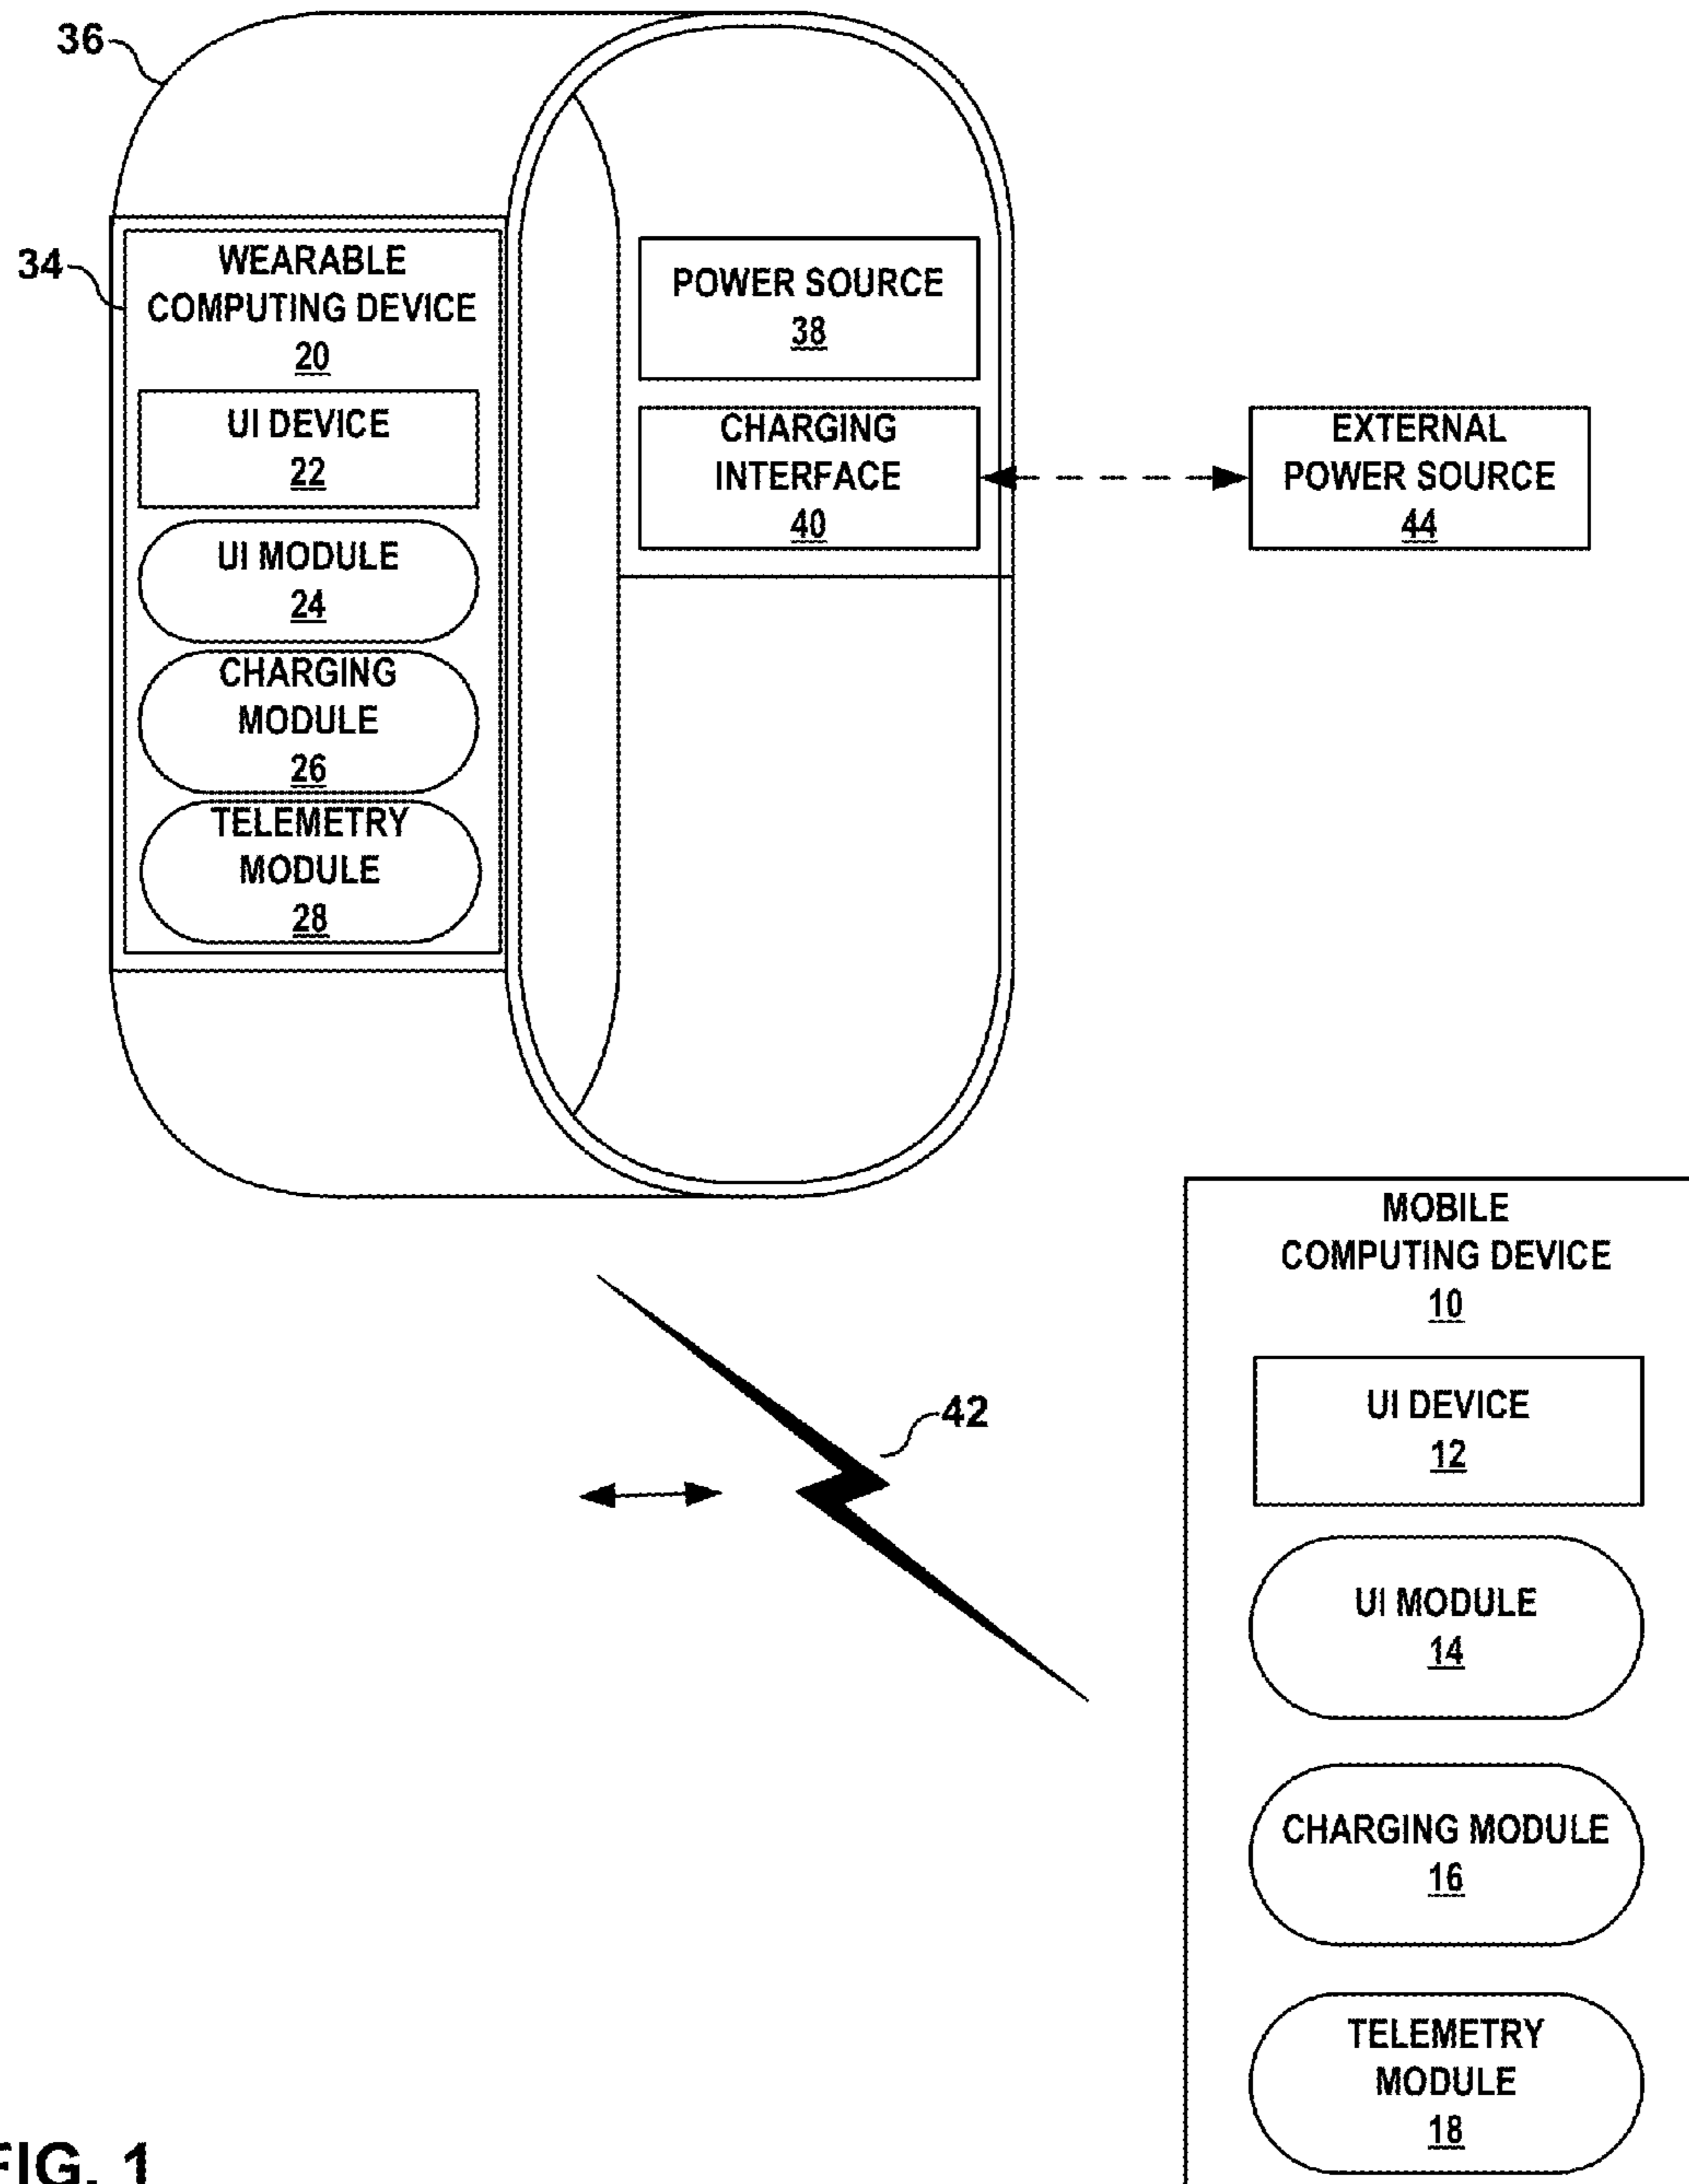 36
34
WEARABLE
COMPUTING DEVICE
20
UI DEVICE
22
UI MODULE
24
CHARGING
MODULE
26
TELEMETRY
MODULE
28
POWER SOURCE
38
CHARGING
INTERFACE
40
EXTERNAL
POWER SOURCE
44
42
MOBILE
COMPUTING DEVICE
10
UI DEVICE
12
UI MODULE
14
CHARGING MODULE
16
TELEMETRY
MODULE
18
FIG. 1